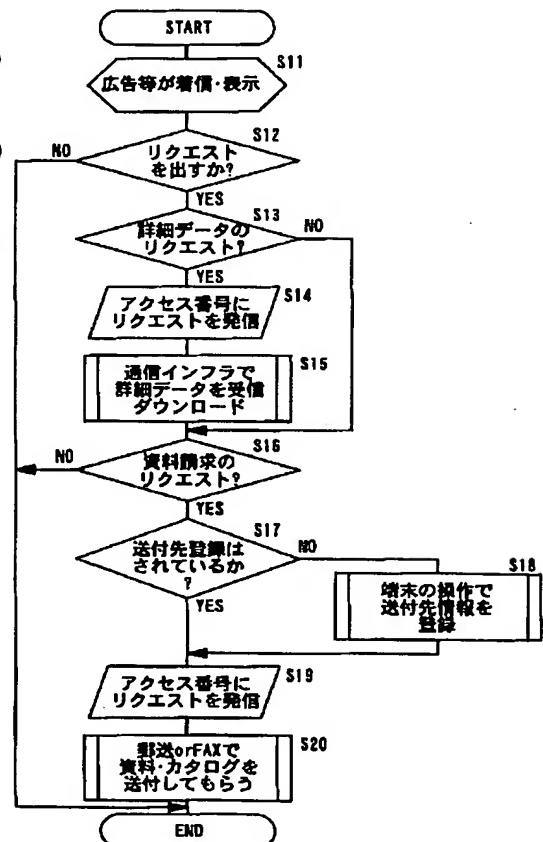 START
S11
広告等が着信・表示
S12
NO
リクエスト
を出すか?
YES
S13
詳細データの
リクエスト?
NO
YES
S14
アクセス番号に
リクエストを発信
S15
通信インフラで
詳細データを受信
ダウンロード
S16
NO
資料請求の
リクエスト?
YES
S17
送付先登録は
されているか
?
NO
YES
S18
端末の操作で
送付先情報を
登録
S19
アクセス番号に
リクエストを発信
S20
郵送orFAXで
資料・カタログを
送付してもらう
END